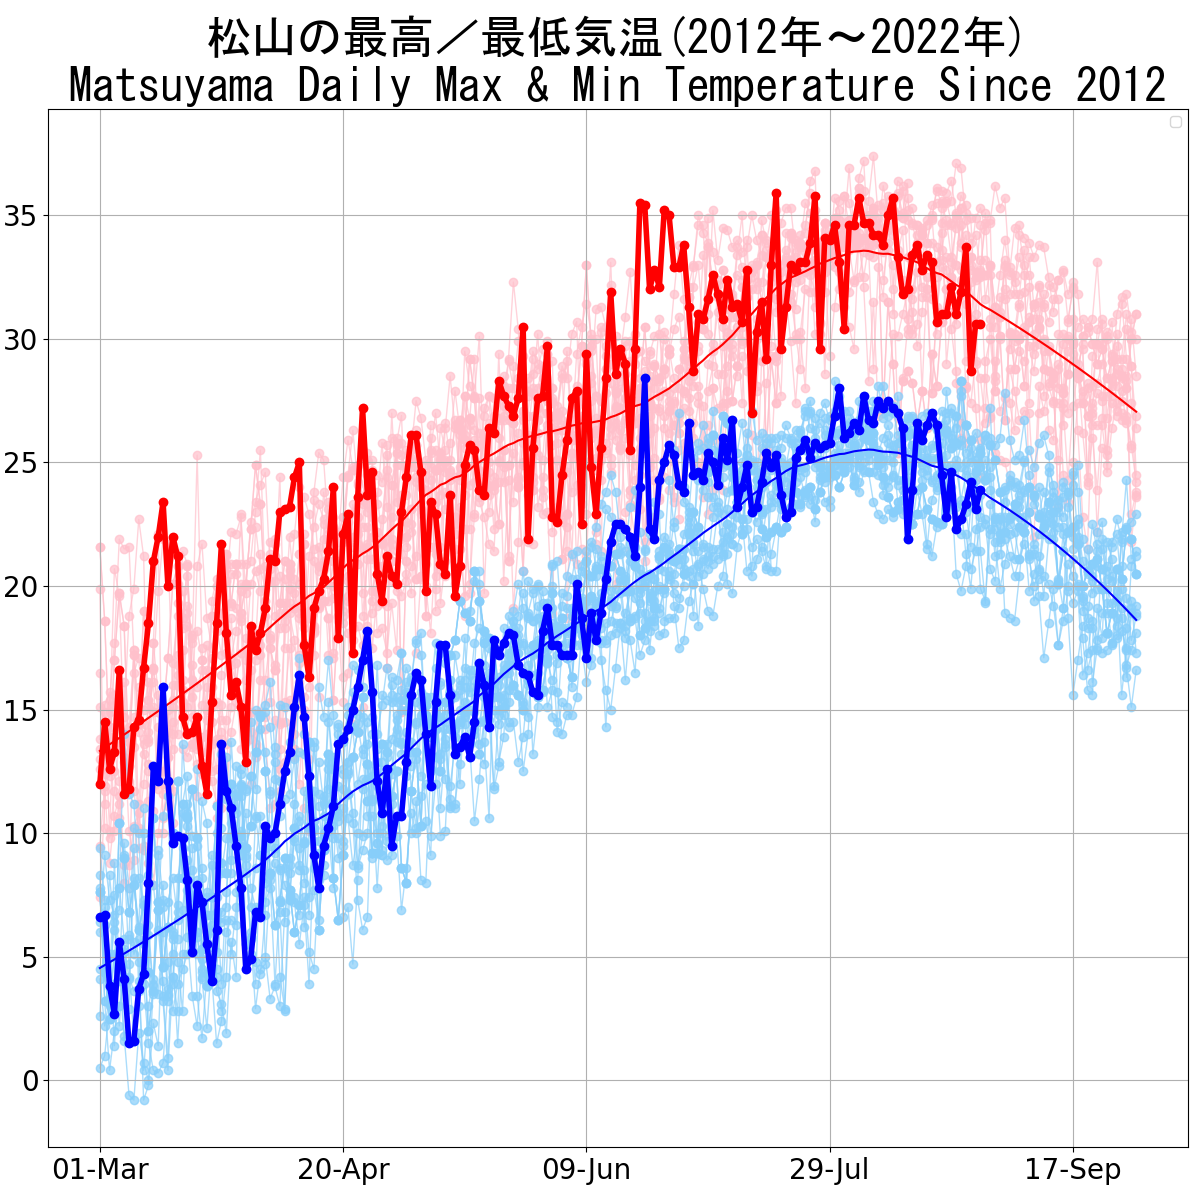 松山の最高／最低気温(2012年～2022年)
Matsuyama Daily Max & Min Temperature Since 2012
35
30
25
20
15
10
5
0
01-Mar 20-Apr 09-Jun 29-Jul 17-Sep